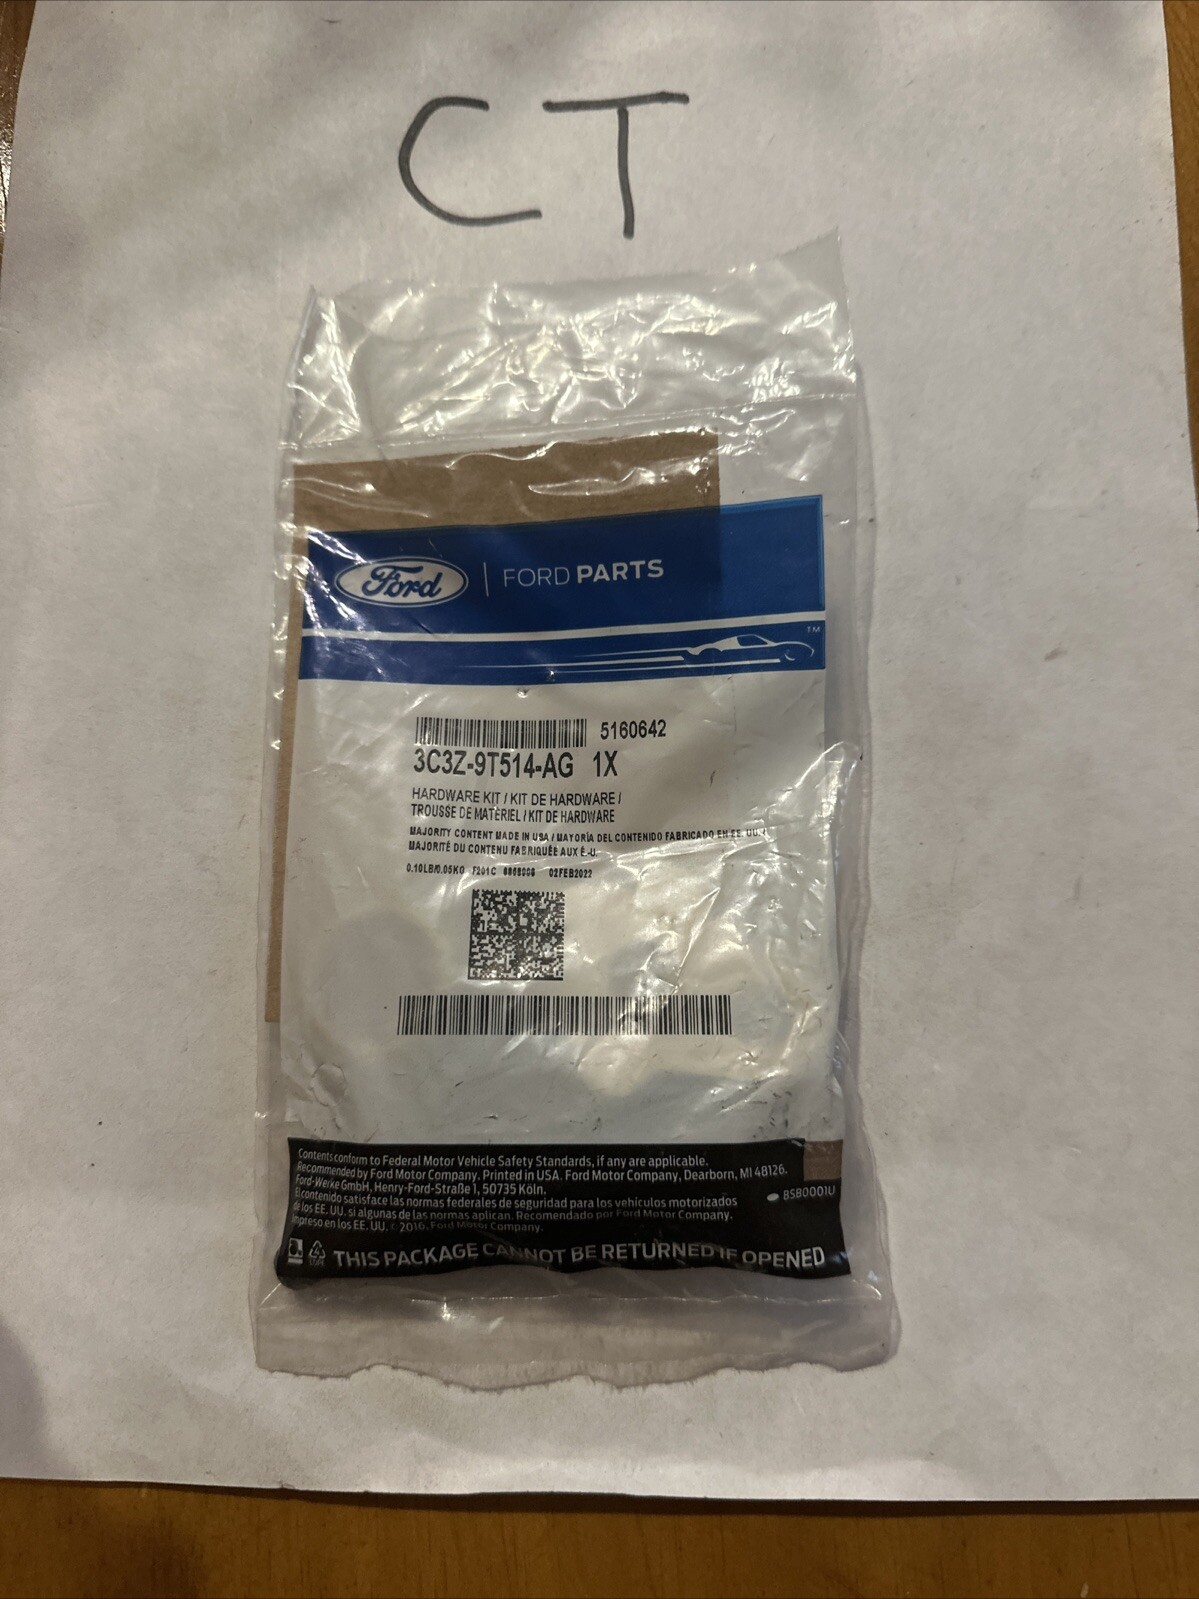 CT
Ford | FORD PARTS
TM
5160642
3C3Z-9T514-AG 1X
HARDWARE KIT / KIT DE HARDWARE /
TROUSSE DE MATÉRIEL / KIT DE HARDWARE
MAJORITY CONTENT MADE IN USA / MAYORÍA DEL CONTENIDO FABRICADO EN EE. UU. /
MAJORITÉ DU CONTENU FABRIQUÉE AUX É.-U.
0.10LB/0.05KG F201C 02FEB2022
Contents conform to Federal Motor Vehicle Safety Standards, if any are applicable.
Recommended by Ford Motor Company. Printed in USA. Ford Motor Company, Dearborn, MI 48126.
Ford-Werke GmbH, Henry-Ford-Straße 1, 50735 Köln.
El contenido satisface las normas federales de seguridad para los vehículos motorizados
de los EE. UU. si algunas de las normas aplican. Recomendado por Ford Motor Company.
Impreso en los EE. UU. © 2016, Ford Motor Company.
BSB0001U
THIS PACKAGE CANNOT BE RETURNED IF OPENED